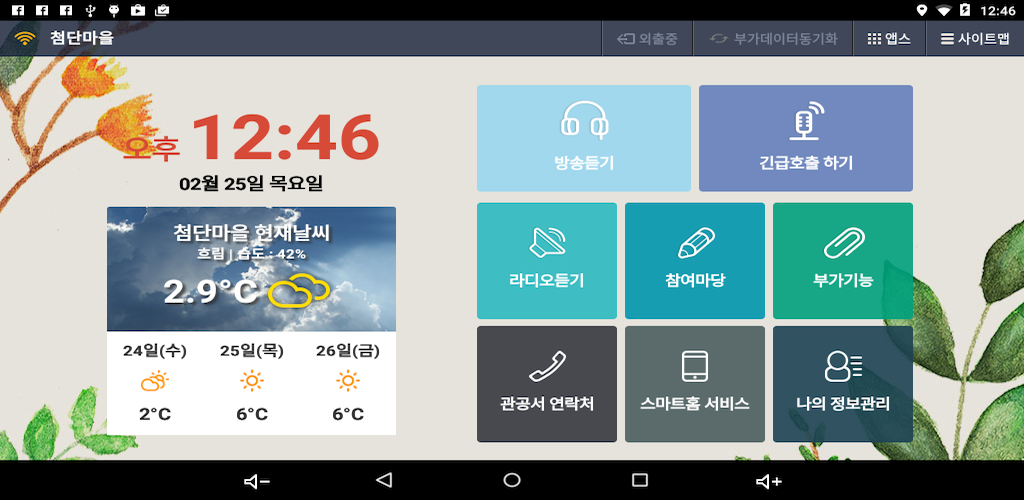 12:46
첨단마을
외출중
부가데이터동기화
앱스
사이트맵
오후 12:46
02월 25일 목요일
첨단마을 현재날씨
흐림 | 습도 : 42%
2.9°C
24일(수) 25일(목) 26일(금)
2°C 6°C 6°C
방송듣기
긴급호출 하기
라디오듣기
참여마당
부가기능
관공서 연락처
스마트홈 서비스
나의 정보관리